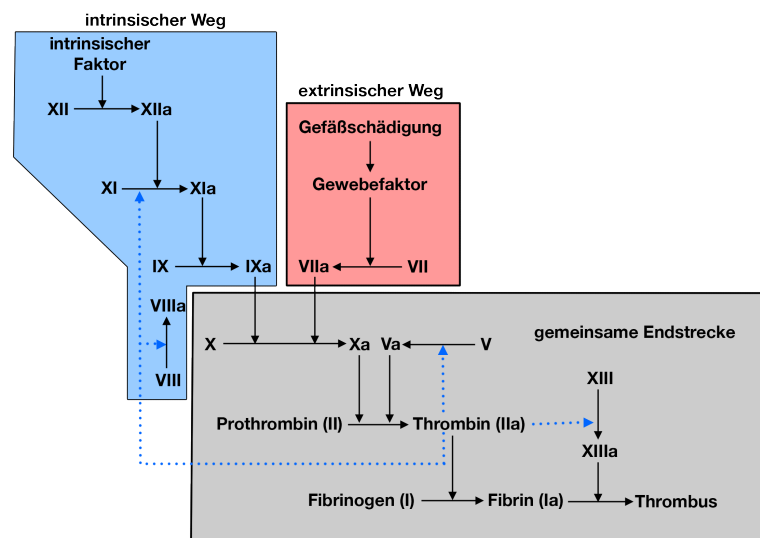 intrinsischer Weg
intrinsischer
Faktor
XII
XIIa
XI
XIa
IX
IXa
VIIIa
VIII
extrinsischer Weg
Gefäßschädigung
Gewebefaktor
VIIa
VII
gemeinsame Endstrecke
X
Xa
Va
V
XIII
Prothrombin (II)
Thrombin (IIa)
XIIIa
Fibrinogen (I)
Fibrin (Ia)
Thrombus